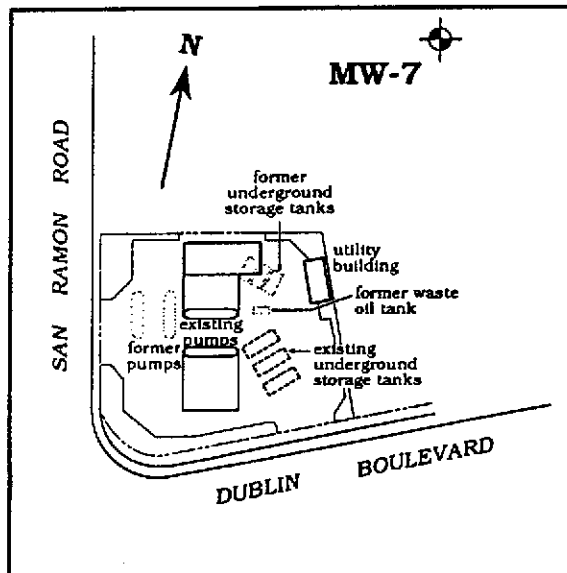 N
MW-7
SAN RAMON ROAD
former
underground
storage tanks
utility
building
former waste
oil tank
existing
pumps
former
pumps
existing
underground
storage tanks
DUBLIN BOULEVARD